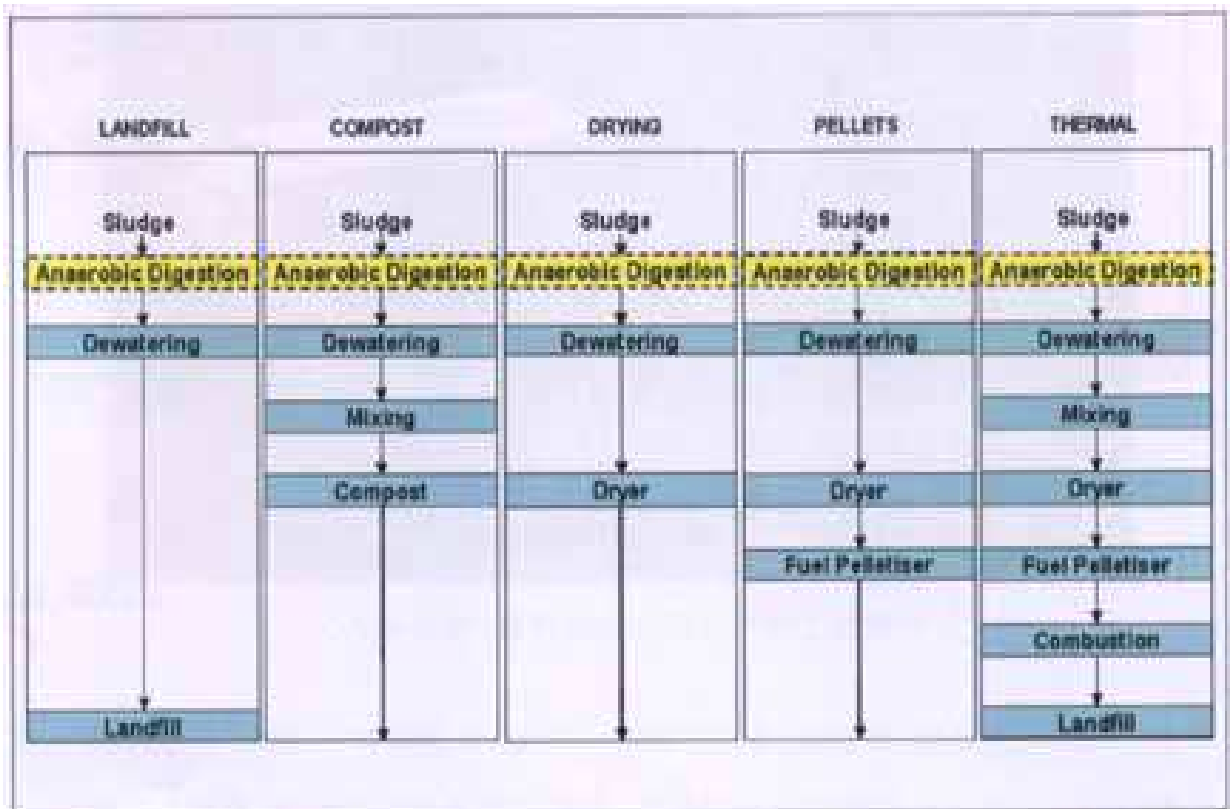 LANDFILL COMPOST DRYING PELLETS THERMAL
Sludge Sludge Sludge Sludge Sludge
Anaerobic Digestion Anaerobic Digestion Anaerobic Digestion Anaerobic Digestion Anaerobic Digestion
Dewatering Dewatering Dewatering Dewatering Dewatering
Mixing Mixing
Compost Dryer Dryer Dryer
Fuel Pelletiser Fuel Pelletiser
Combustion
Landfill Landfill